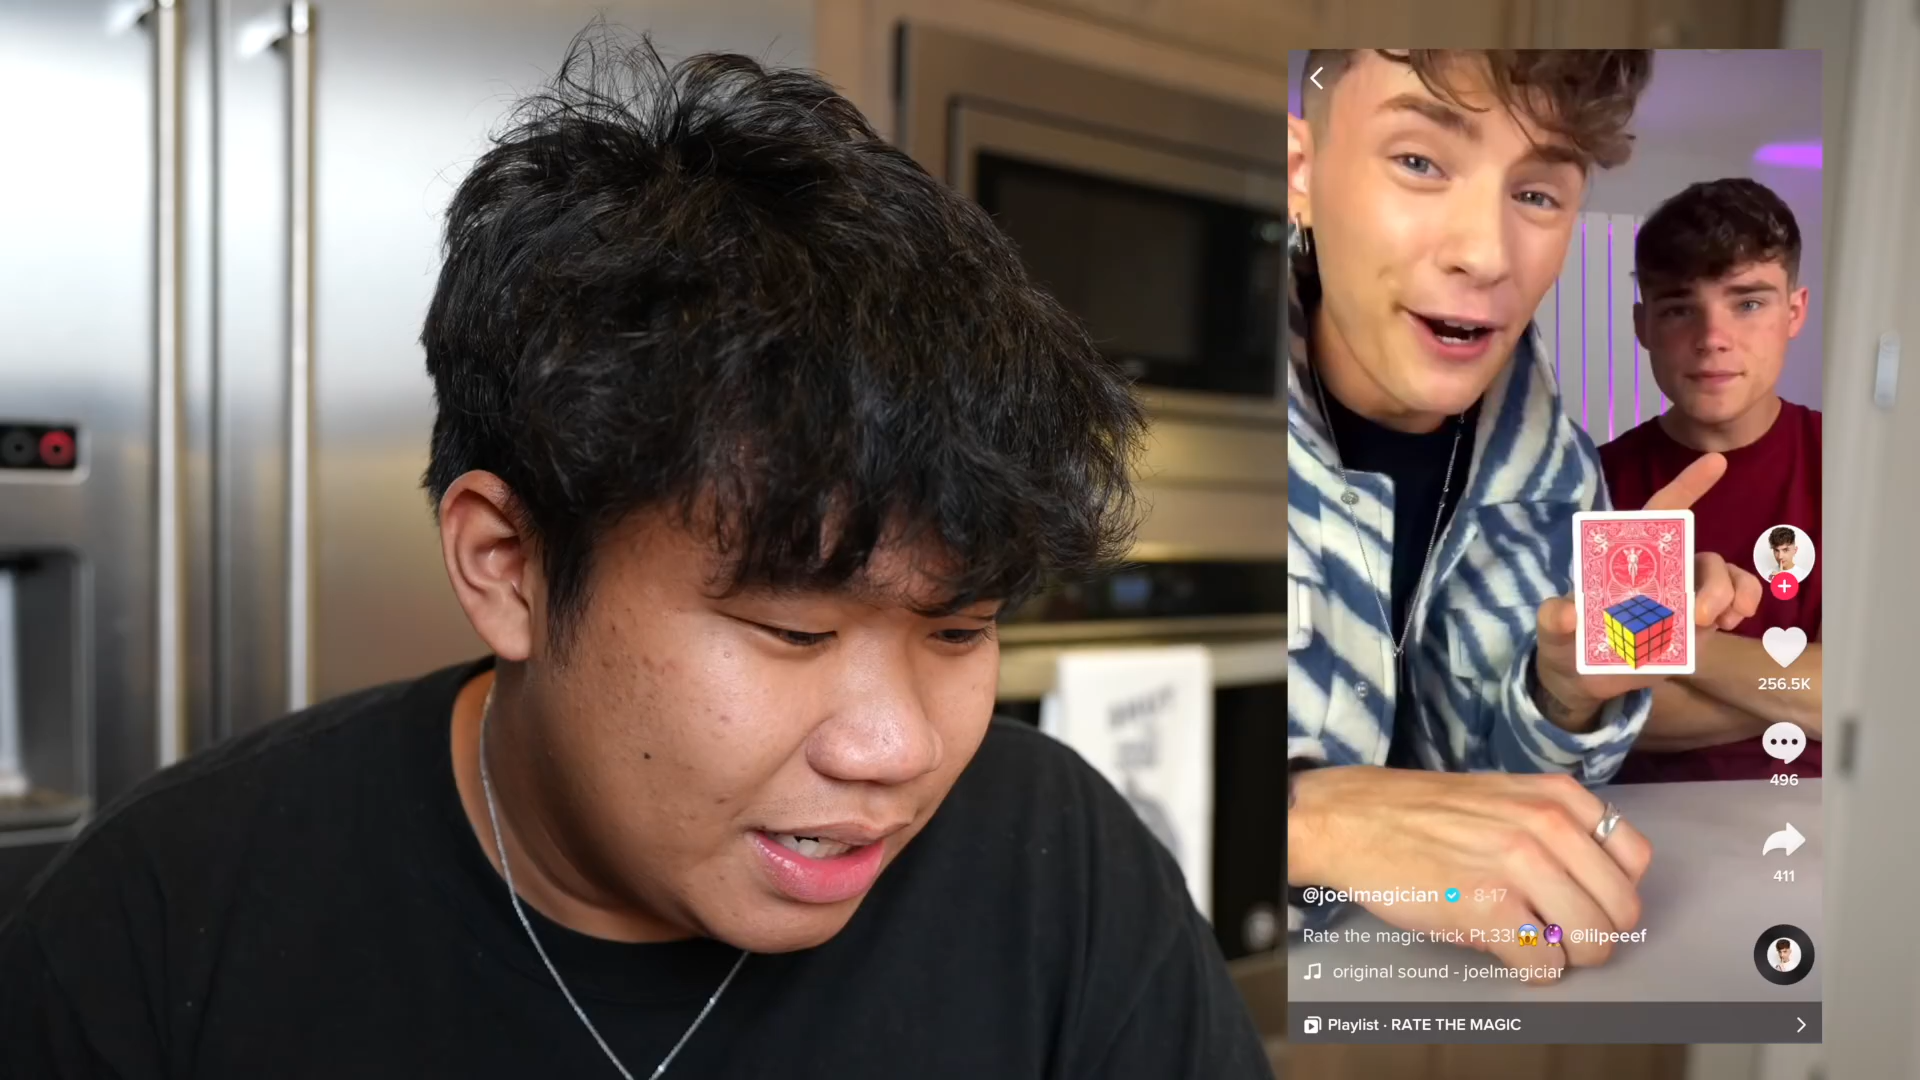 256.5K
496
411
@joelmagician · 8-17
Rate the magic trick Pt.33!😱🔮 @lilpeeef
original sound - joelmagiciar
Playlist · RATE THE MAGIC